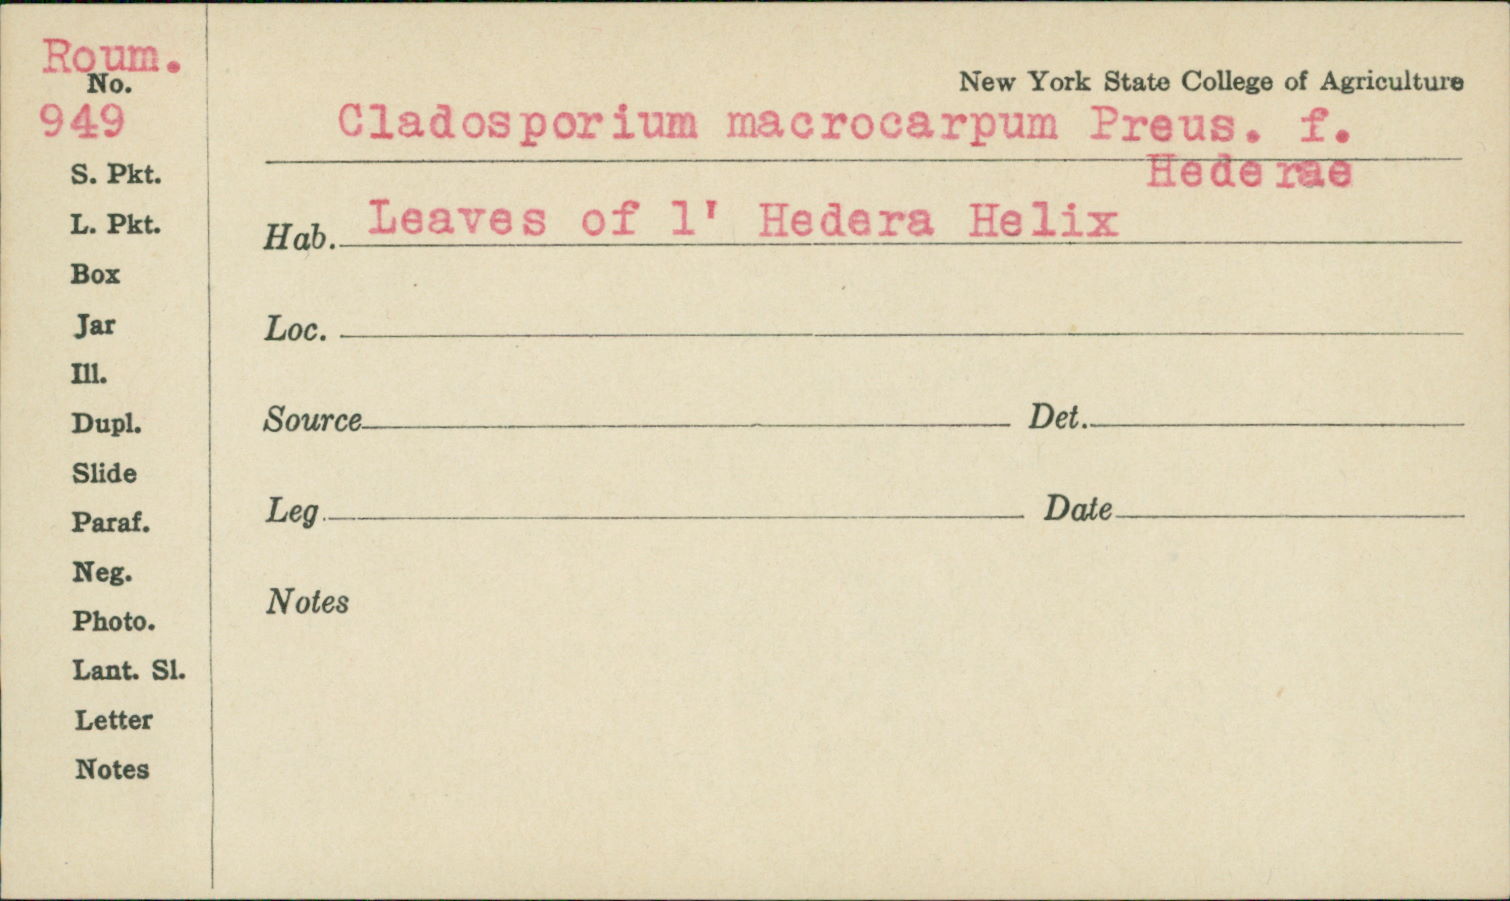 Roum.
No.
949
S. Pkt.
L. Pkt.
Box
Jar
Ill.
Dupl.
Slide
Paraf.
Neg.
Photo.
Lant. Sl.
Letter
Notes
New York State College of Agriculture
Cladosporium macrocarpum Preus. f.
Hederae
Hab. Leaves of l' Hedera Helix
Loc.
Source Det.
Leg. Date
Notes